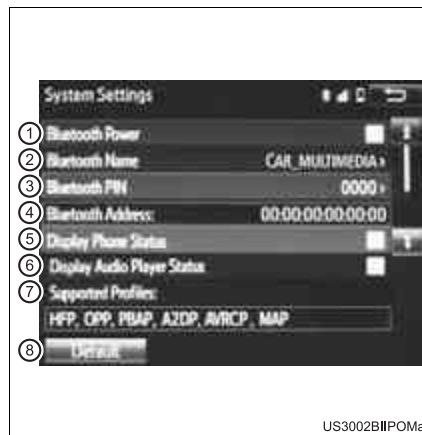 System Settings
1 Bluetooth Power
2 Bluetooth Name CAR_MULTIMEDIA ›
3 Bluetooth PIN 0000 ›
4 Bluetooth Address: 00:00:00:00:00:00
5 Display Phone Status
6 Display Audio Player Status
7 Supported Profiles:
HFP, OPP, PBAP, A2DP, AVRCP, MAP
8 Default
US3002BⅡPOMa